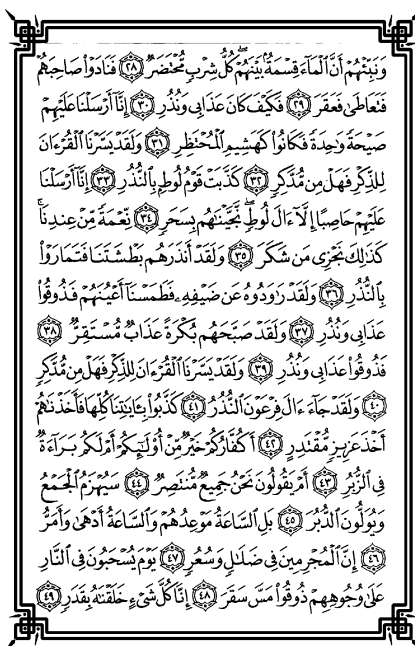 وَنَبِّئْهُمْ أَنَّ ٱلْمَآءَ قِسْمَةٌۢ بَيْنَهُمْ ۖ كُلُّ شِرْبٍ مُّحْتَضَرٌ ٢٨ فَنَادَوْا۟ صَاحِبَهُمْ
فَتَعَاطَىٰ فَعَقَرَ ٢٩ فَكَيْفَ كَانَ عَذَابِى وَنُذُرِ ٣٠ إِنَّآ أَرْسَلْنَا عَلَيْهِمْ
صَيْحَةً وَٰحِدَةً فَكَانُوا۟ كَهَشِيمِ ٱلْمُحْتَظِرِ ٣١ وَلَقَدْ يَسَّرْنَا ٱلْقُرْءَانَ
لِلذِّكْرِ فَهَلْ مِن مُّدَّكِرٍ ٣٢ كَذَّبَتْ قَوْمُ لُوطٍۭ بِٱلنُّذُرِ ٣٣ إِنَّآ أَرْسَلْنَا
عَلَيْهِمْ حَاصِبًا إِلَّآ ءَالَ لُوطٍ ۖ نَّجَّيْنَٰهُم بِسَحَرٍ ٣٤ نِّعْمَةً مِّنْ عِندِنَا ۚ
كَذَٰلِكَ نَجْزِى مَن شَكَرَ ٣٥ وَلَقَدْ أَنذَرَهُم بَطْشَتَنَا فَتَمَارَوْا۟
بِٱلنُّذُرِ ٣٦ وَلَقَدْ رَٰوَدُوهُ عَن ضَيْفِهِۦ فَطَمَسْنَآ أَعْيُنَهُمْ فَذُوقُوا۟
عَذَابِى وَنُذُرِ ٣٧ وَلَقَدْ صَبَّحَهُم بُكْرَةً عَذَابٌ مُّسْتَقِرٌّ ٣٨
فَذُوقُوا۟ عَذَابِى وَنُذُرِ ٣٩ وَلَقَدْ يَسَّرْنَا ٱلْقُرْءَانَ لِلذِّكْرِ فَهَلْ مِن مُّدَّكِرٍ
٤٠ وَلَقَدْ جَآءَ ءَالَ فِرْعَوْنَ ٱلنُّذُرُ ٤١ كَذَّبُوا۟ بِـَٔايَٰتِنَا كُلِّهَا فَأَخَذْنَٰهُمْ
أَخْذَ عَزِيزٍ مُّقْتَدِرٍ ٤٢ أَكُفَّارُكُمْ خَيْرٌ مِّنْ أُو۟لَٰٓئِكُمْ أَمْ لَكُم بَرَآءَةٌ
فِى ٱلزُّبُرِ ٤٣ أَمْ يَقُولُونَ نَحْنُ جَمِيعٌ مُّنتَصِرٌ ٤٤ سَيُهْزَمُ ٱلْجَمْعُ
وَيُوَلُّونَ ٱلدُّبُرَ ٤٥ بَلِ ٱلسَّاعَةُ مَوْعِدُهُمْ وَٱلسَّاعَةُ أَدْهَىٰ وَأَمَرُّ
٤٦ إِنَّ ٱلْمُجْرِمِينَ فِى ضَلَٰلٍ وَسُعُرٍ ٤٧ يَوْمَ يُسْحَبُونَ فِى ٱلنَّارِ
عَلَىٰ وُجُوهِهِمْ ذُوقُوا۟ مَسَّ سَقَرَ ٤٨ إِنَّا كُلَّ شَىْءٍ خَلَقْنَٰهُ بِقَدَرٍ ٤٩